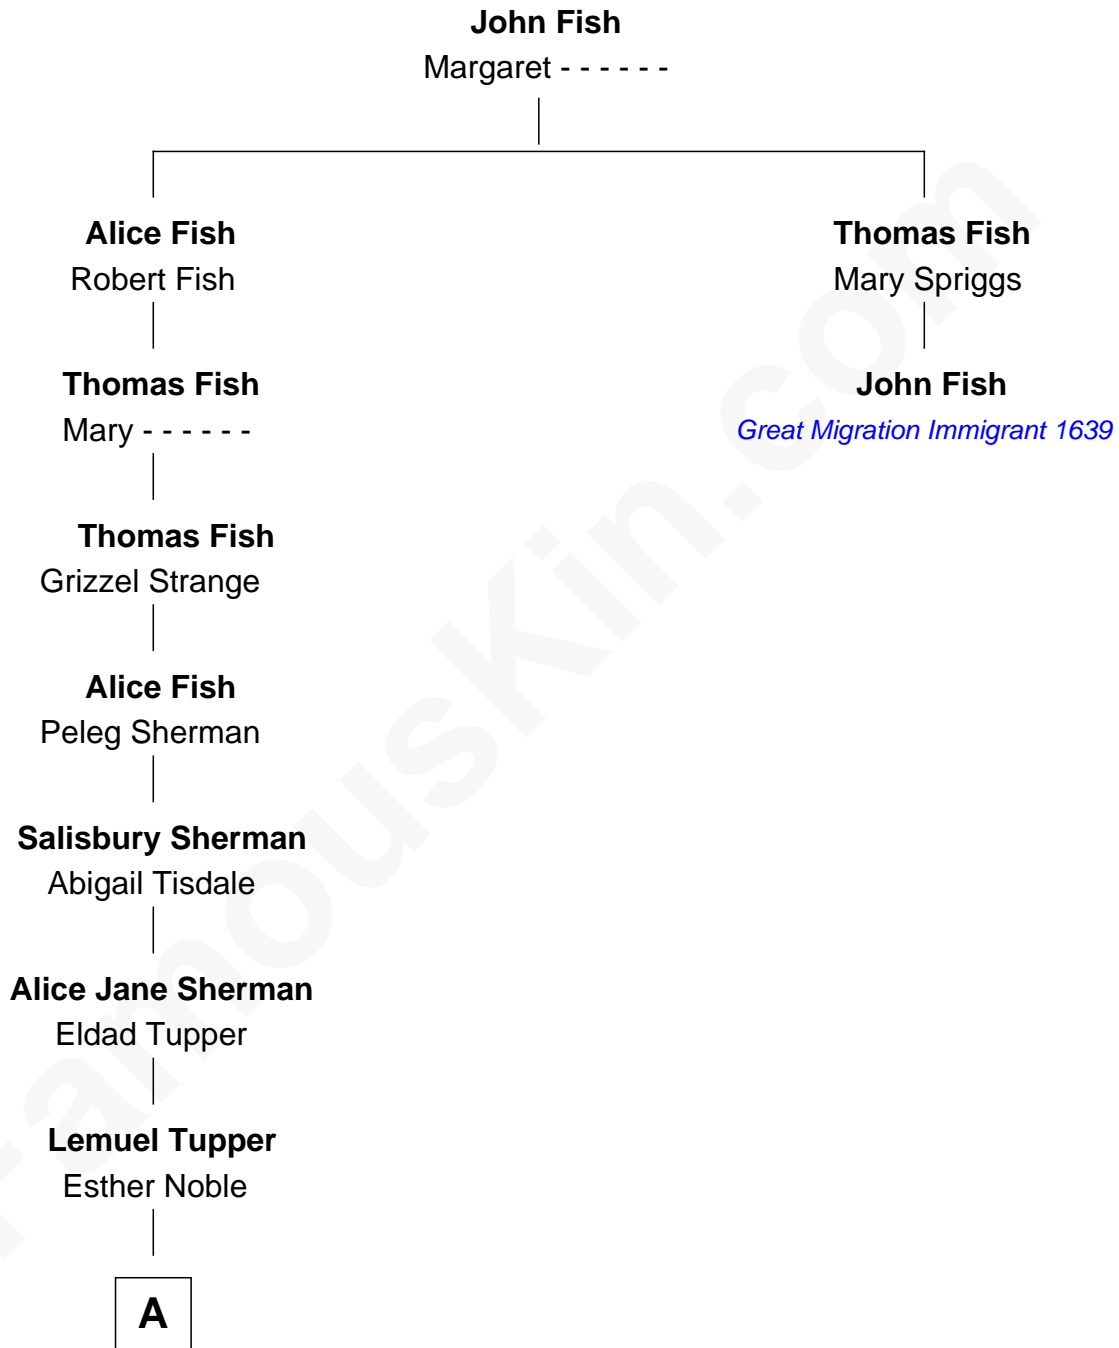 John Fish
Margaret - - - - - -
Alice Fish
Robert Fish
Thomas Fish
Mary Spriggs
Thomas Fish
Mary - - - - - -
John Fish
Great Migration Immigrant 1639
Thomas Fish
Grizzel Strange
Alice Fish
Peleg Sherman
Salisbury Sherman
Abigail Tisdale
Alice Jane Sherman
Eldad Tupper
Lemuel Tupper
Esther Noble
A
FamousKin.com